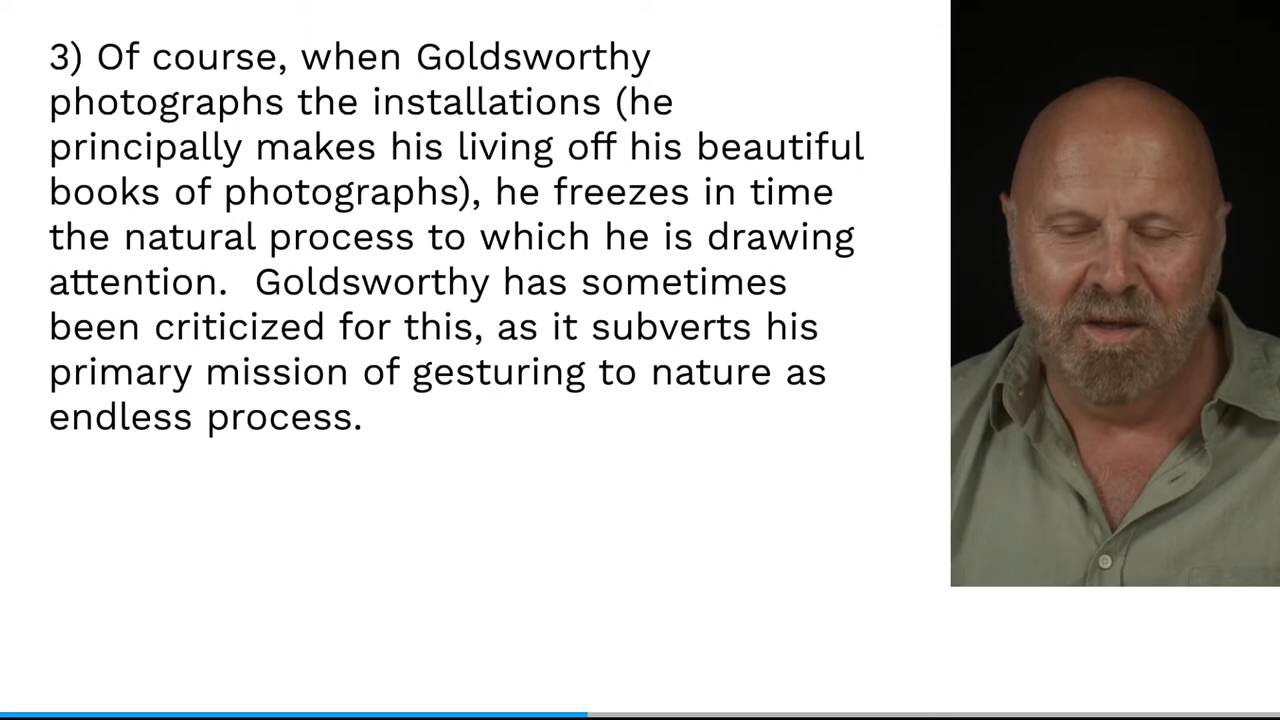 3) Of course, when Goldsworthy
photographs the installations (he
principally makes his living off his beautiful
books of photographs), he freezes in time
the natural process to which he is drawing
attention.  Goldsworthy has sometimes
been criticized for this, as it subverts his
primary mission of gesturing to nature as
endless process.